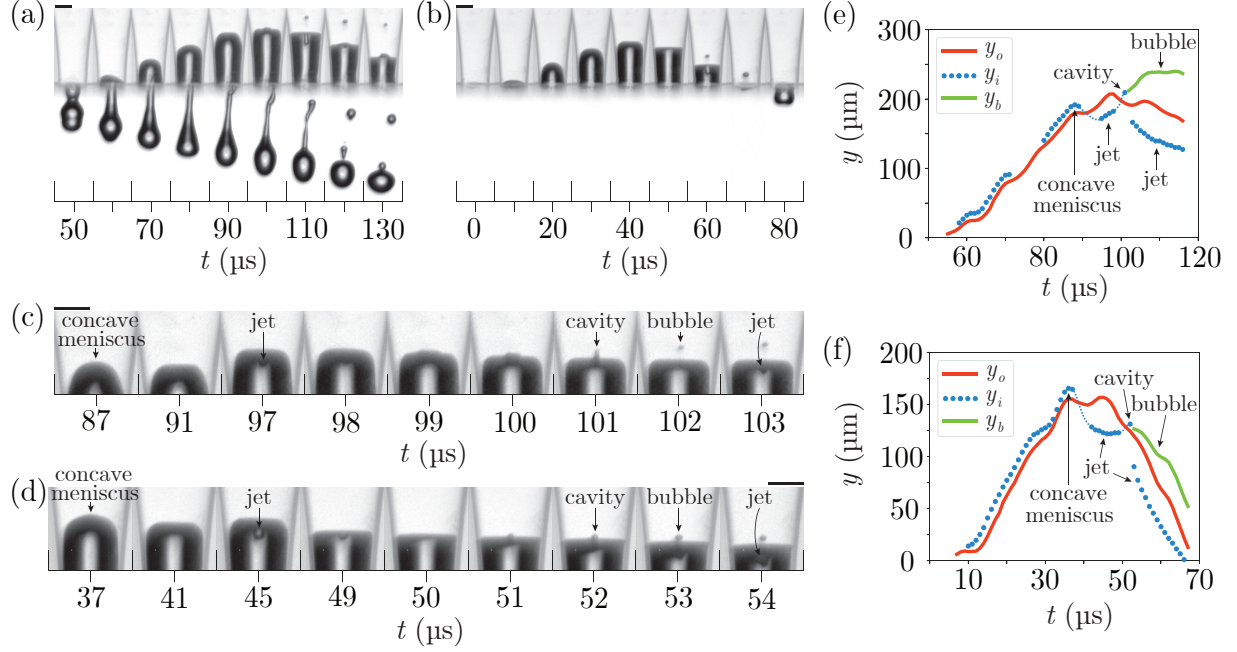 (a)
50
70
90
110
130
t (µs)
(b)
0
20
40
60
80
t (µs)
(c)
concave
meniscus
jet
cavity
bubble
jet
87
91
97
98
99
100
101
102
103
t (µs)
(d)
concave
meniscus
jet
cavity
bubble
jet
37
41
45
49
50
51
52
53
54
t (µs)
(e)
300
200
100
0
y (µm)
y_o
y_i
y_b
bubble
cavity
jet
jet
concave
meniscus
60
80
100
120
t (µs)
(f)
200
150
100
50
0
y (µm)
y_o
y_i
y_b
cavity
bubble
jet
concave
meniscus
10
30
50
70
t (µs)